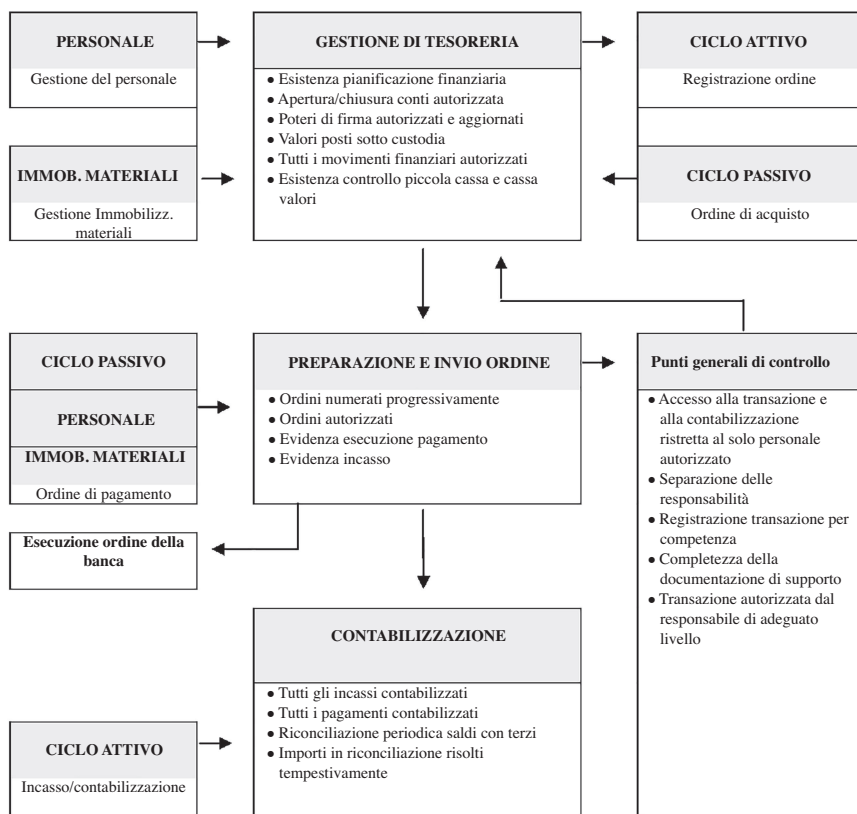 PERSONALE
Gestione del personale
IMMOB. MATERIALI
Gestione Immobilizz.
materiali
GESTIONE DI TESORERIA
● Esistenza pianificazione finanziaria
● Apertura/chiusura conti autorizzata
● Poteri di firma autorizzati e aggiornati
● Valori posti sotto custodia
● Tutti i movimenti finanziari autorizzati
● Esistenza controllo piccola cassa e cassa
valori
CICLO ATTIVO
Registrazione ordine
CICLO PASSIVO
Ordine di acquisto
CICLO PASSIVO
PERSONALE
IMMOB. MATERIALI
Ordine di pagamento
PREPARAZIONE E INVIO ORDINE
● Ordini numerati progressivamente
● Ordini autorizzati
● Evidenza esecuzione pagamento
● Evidenza incasso
Punti generali di controllo
● Accesso alla transazione e
alla contabilizzazione
ristretta al solo personale
autorizzato
● Separazione delle
responsabilità
● Registrazione transazione per
competenza
● Completezza della
documentazione di supporto
● Transazione autorizzata dal
responsabile di adeguato
livello
Esecuzione ordine della
banca
CONTABILIZZAZIONE
● Tutti gli incassi contabilizzati
● Tutti i pagamenti contabilizzati
● Riconciliazione periodica saldi con terzi
● Importi in riconciliazione risolti
tempestivamente
CICLO ATTIVO
Incasso/contabilizzazione